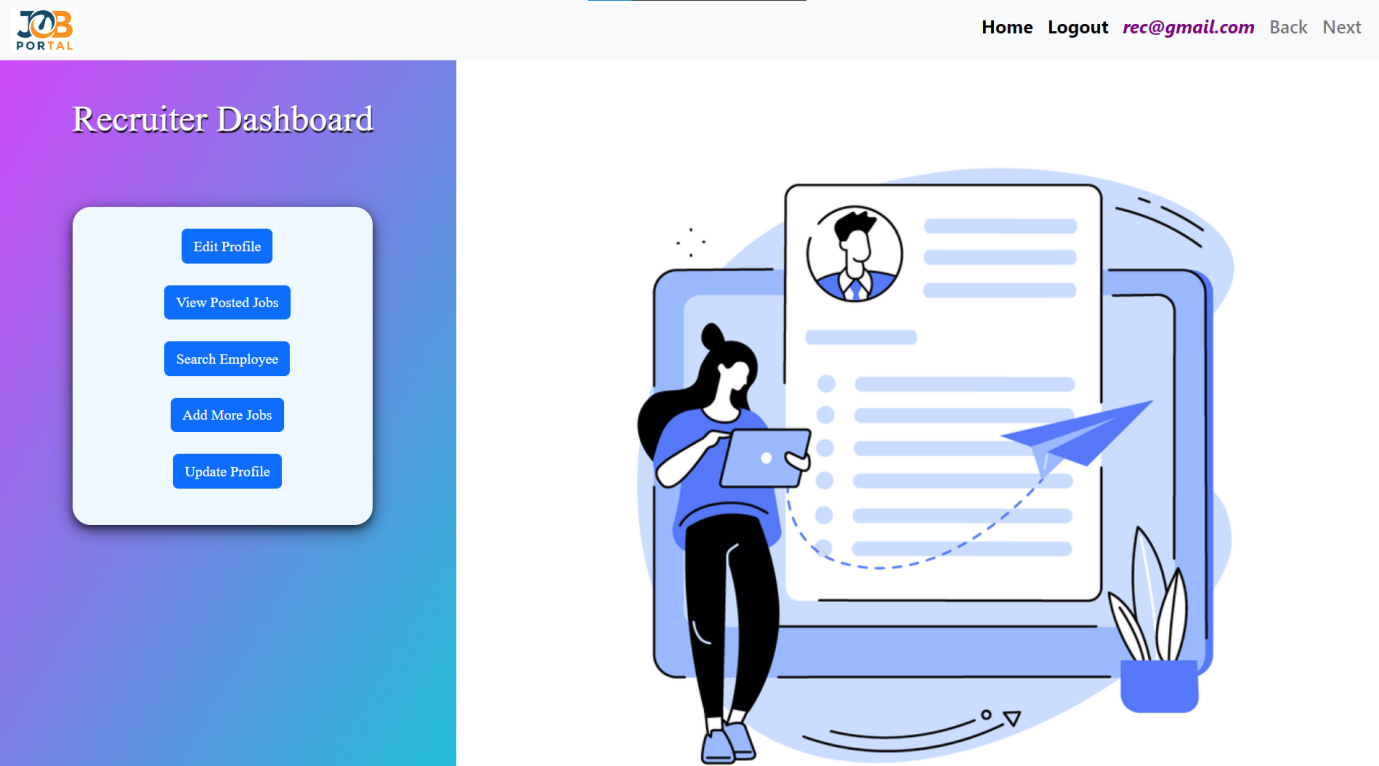 JOB
PORTAL
Home Logout rec@gmail.com Back Next
Recruiter Dashboard
Edit Profile
View Posted Jobs
Search Employee
Add More Jobs
Update Profile